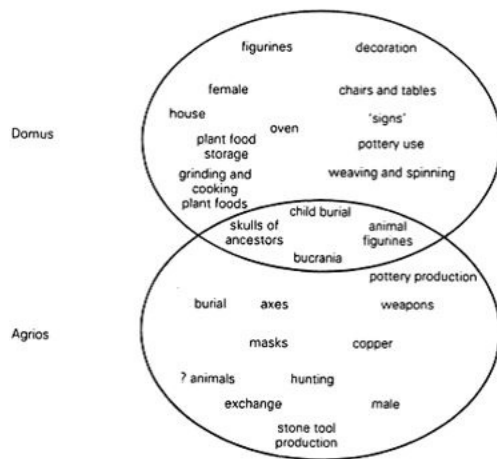 figurines
decoration
female
chairs and tables
house
'signs'
oven
Domus
plant food
storage
pottery use
grinding and
cooking
plant foods
weaving and spinning
child burial
skulls of
ancestors
animal
figurines
bucrania
pottery production
burial
axes
weapons
Agrios
masks
copper
? animals
hunting
exchange
male
stone tool
production